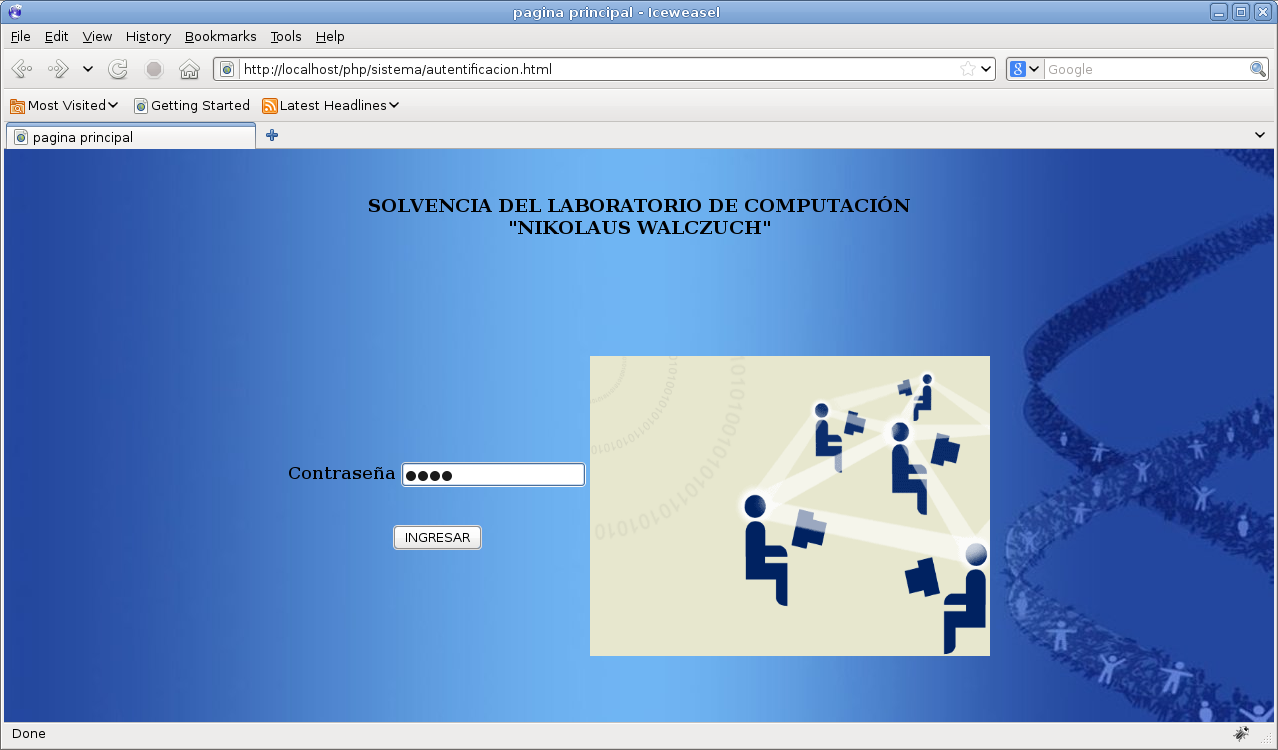 pagina principal - Iceweasel
File Edit View History Bookmarks Tools Help
http://localhost/php/sistema/autentificacion.html
Google
Most Visited Getting Started Latest Headlines
pagina principal
SOLVENCIA DEL LABORATORIO DE COMPUTACIÓN
"NIKOLAUS WALCZUCH"
Contraseña
INGRESAR
Done